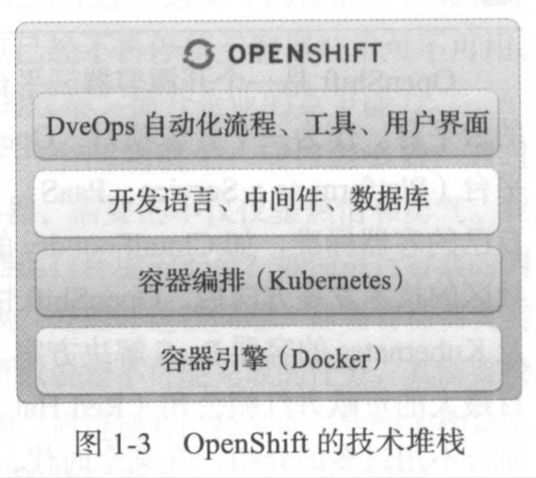 OPENSHIFT
DveOps 自动化流程、工具、用户界面
开发语言、中间件、数据库
容器编排(Kubernetes)
容器引擎(Docker)
图 1-3 OpenShift 的技术堆栈